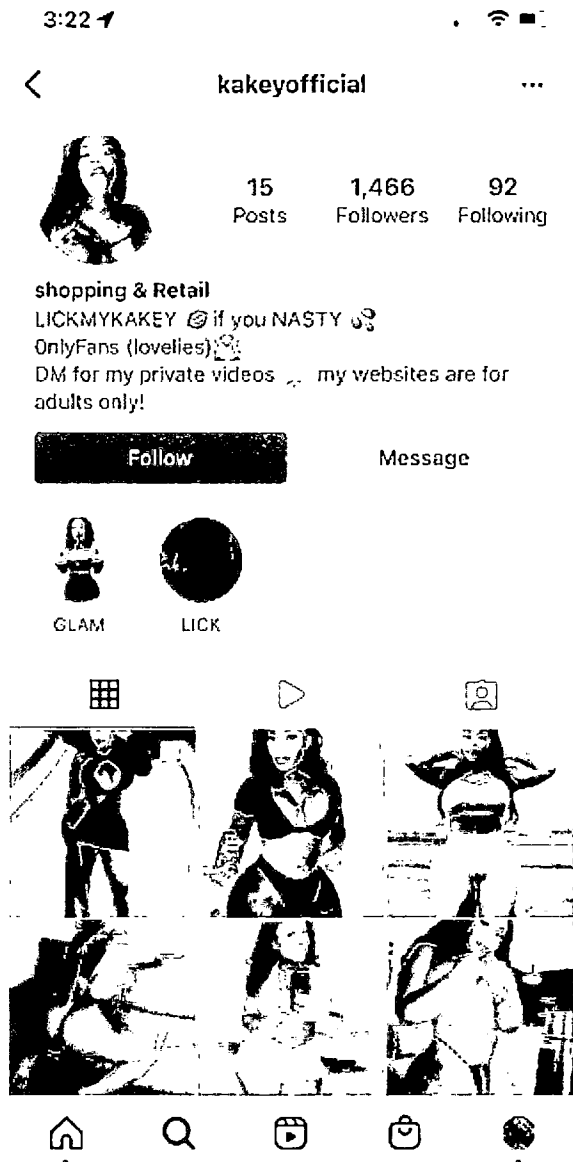 3:22
kakeyofficial
15 1,466 92
Posts Followers Following
shopping & Retail
LICKMYKAKEY if you NASTY 💦
OnlyFans (lovelies)
DM for my private videos my websites are for
adults only!
Follow Message
GLAM LICK